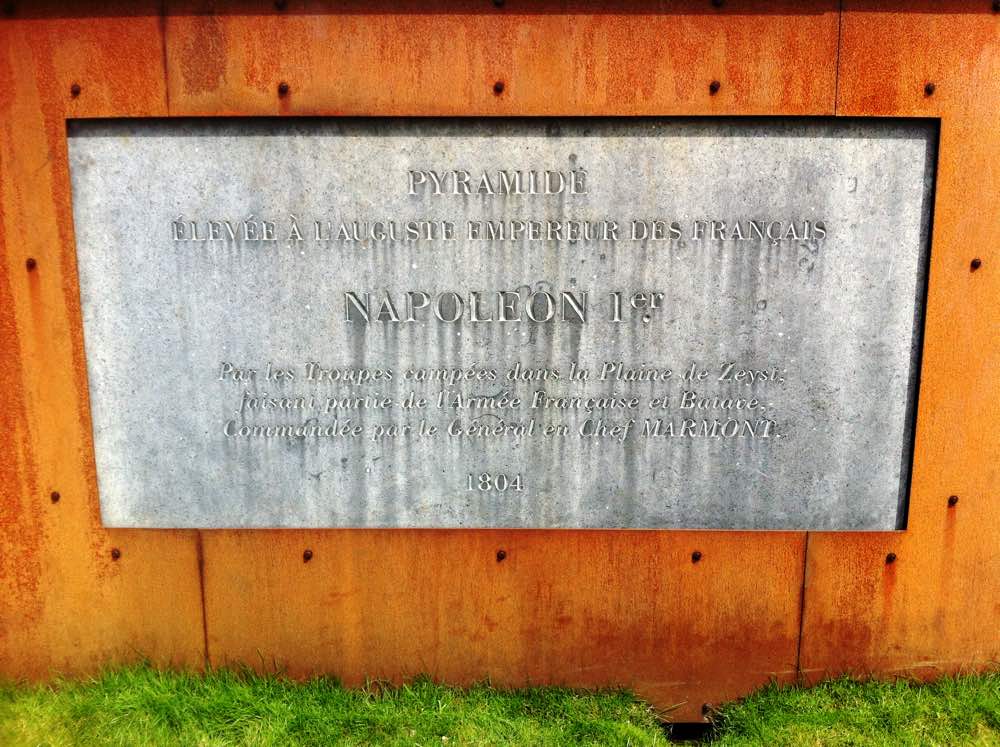 PYRAMIDE
ÉLEVÉE À L'AUGUSTE EMPEREUR DES FRANÇAIS
NAPOLEON 1er
Par les Troupes campées dans la Plaine de Zeyst,
faisant partie de l'Armée Française et Batave,
Commandée par le Général en Chef MARMONT.
1804